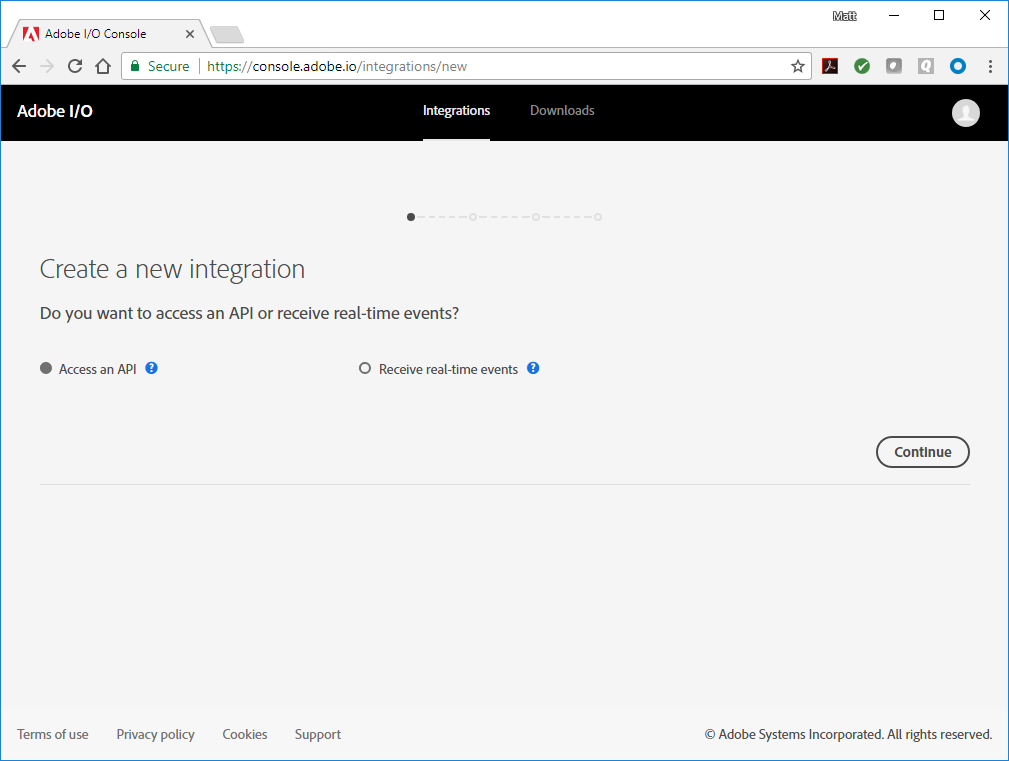 Matt
Adobe I/O Console
Secure https://console.adobe.io/integrations/new
Adobe I/O Integrations Downloads
Create a new integration
Do you want to access an API or receive real-time events?
Access an API ? Receive real-time events ?
Continue
Terms of use Privacy policy Cookies Support © Adobe Systems Incorporated. All rights reserved.